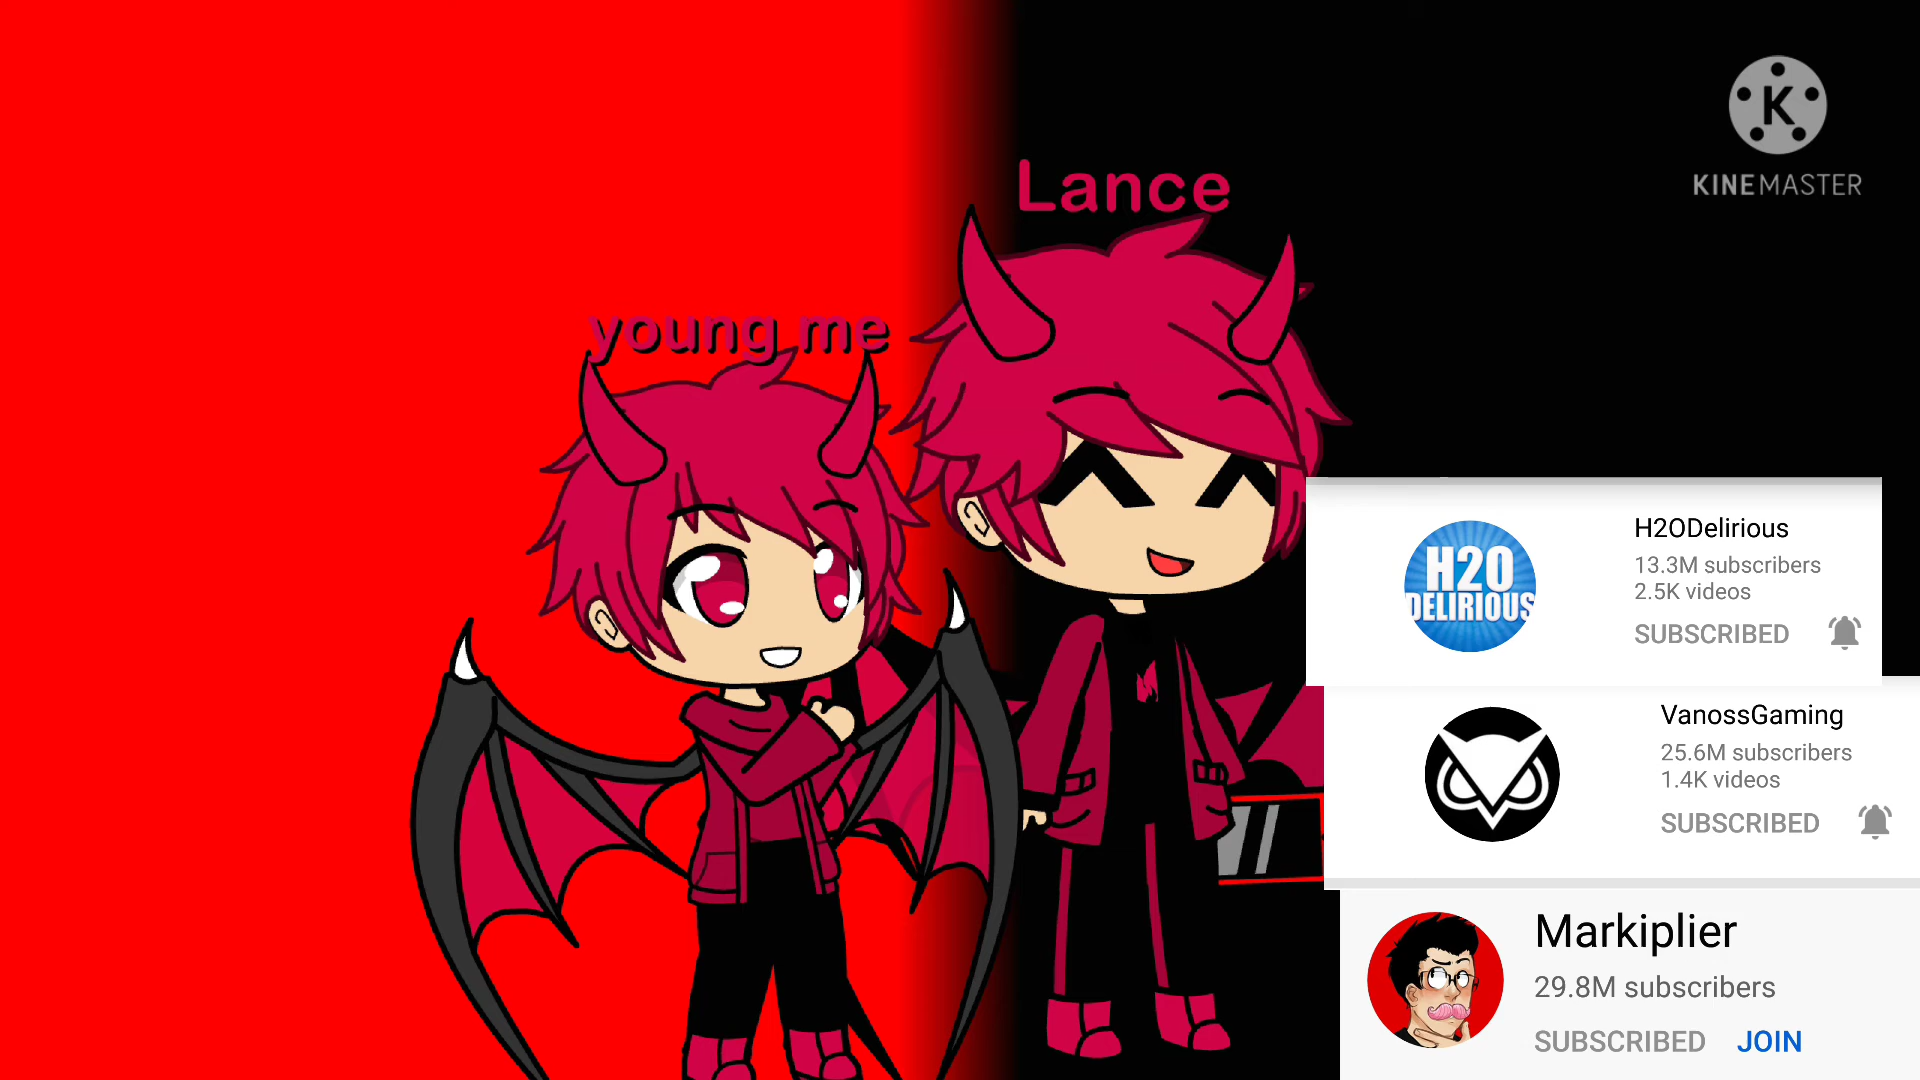 K
KINEMASTER
Lance
young me
H2O
DELIRIOUS
H2ODelirious
13.3M subscribers
2.5K videos
SUBSCRIBED
VanossGaming
25.6M subscribers
1.4K videos
SUBSCRIBED
Markiplier
29.8M subscribers
SUBSCRIBED JOIN